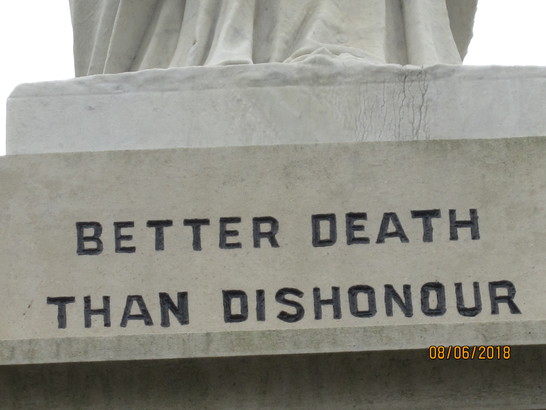 BETTER DEATH
THAN DISHONOUR
08/06/2018